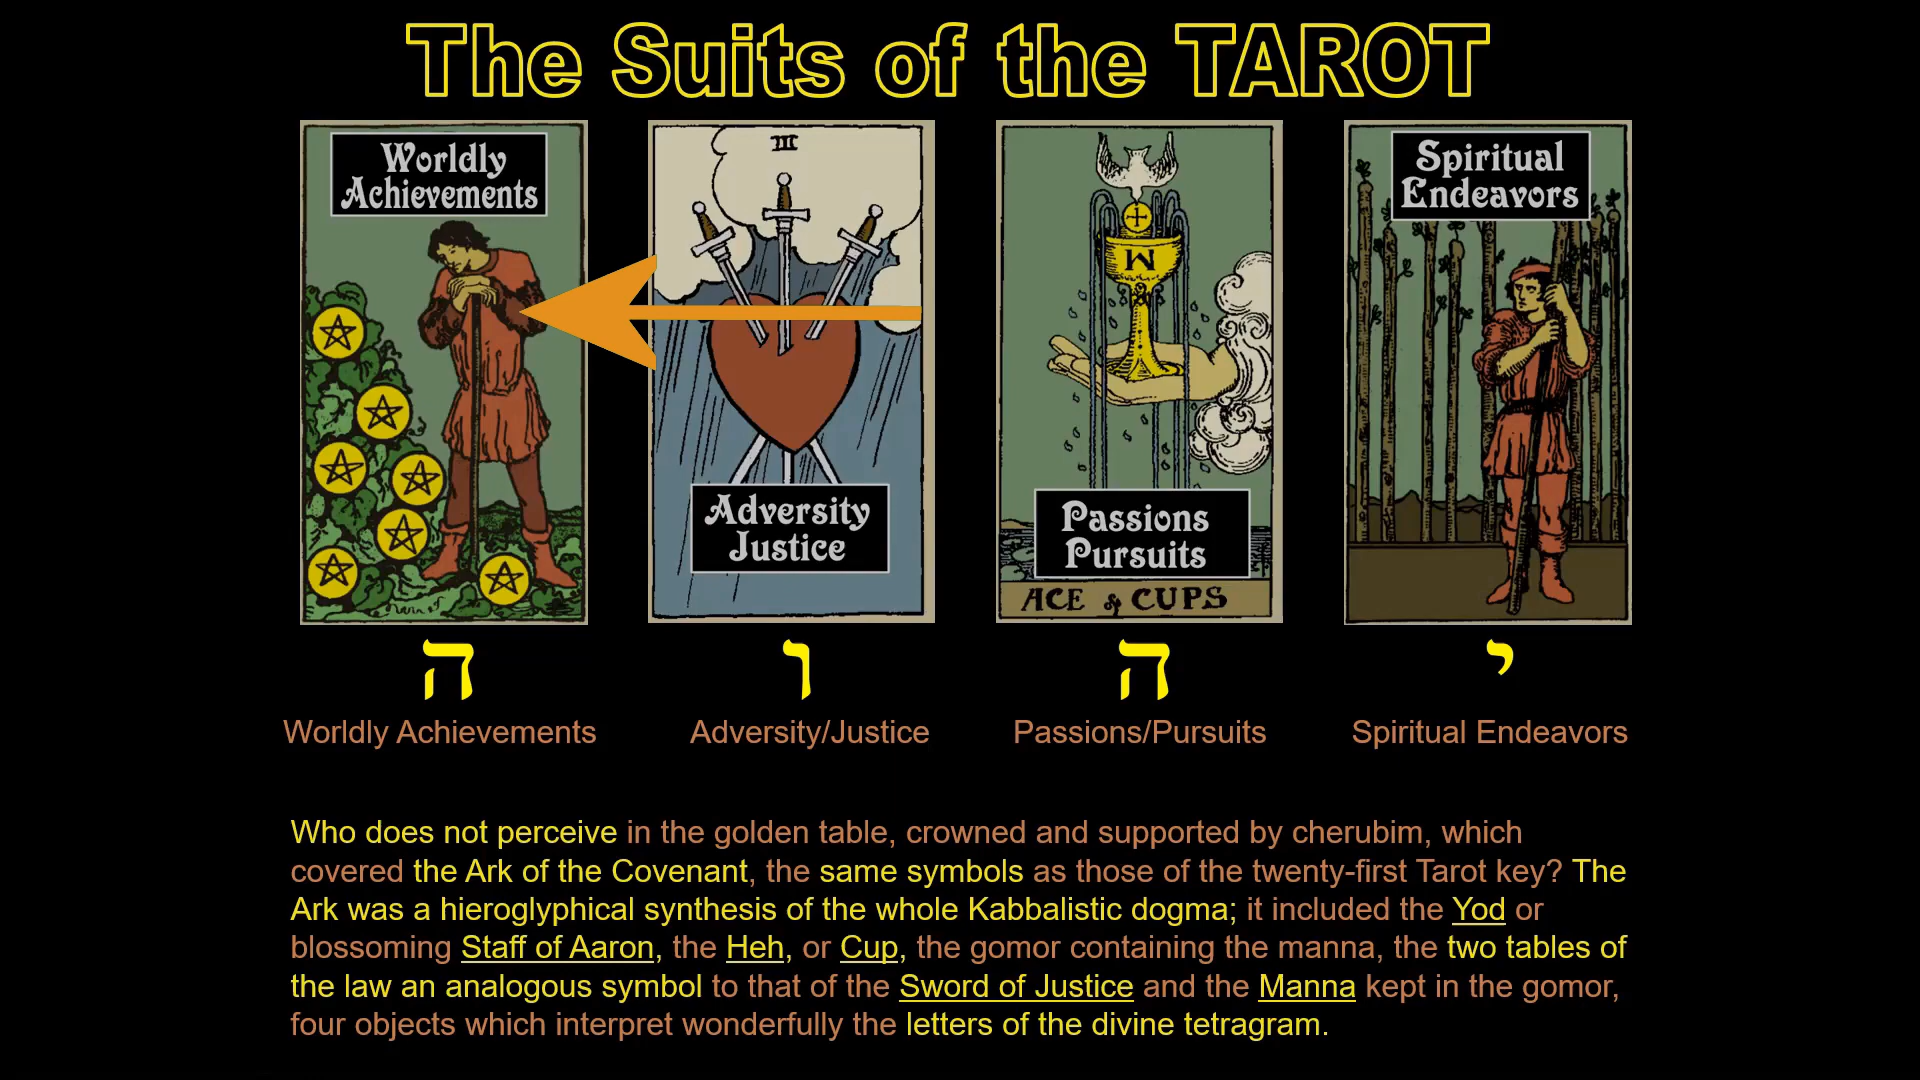 The Suits of the TAROT
Worldly
Achievements
III
Adversity
Justice
W
Passions
Pursuits
ACE of CUPS
Spiritual
Endeavors
ה
ו
ה
י
Worldly Achievements
Adversity/Justice
Passions/Pursuits
Spiritual Endeavors
Who does not perceive in the golden table, crowned and supported by cherubim, which
covered the Ark of the Covenant, the same symbols as those of the twenty-first Tarot key? The
Ark was a hieroglyphical synthesis of the whole Kabbalistic dogma; it included the Yod or
blossoming Staff of Aaron, the Heh, or Cup, the gomor containing the manna, the two tables of
the law an analogous symbol to that of the Sword of Justice and the Manna kept in the gomor,
four objects which interpret wonderfully the letters of the divine tetragram.